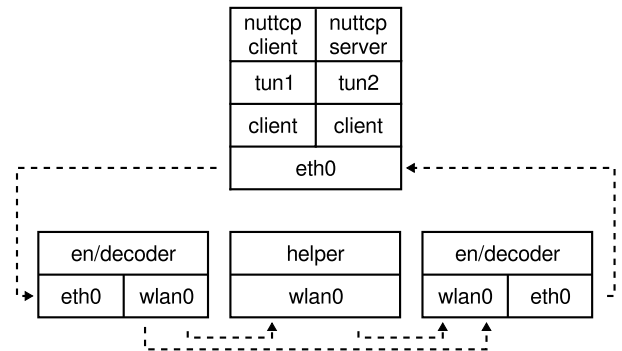 nuttcp nuttcp
client server
tun1 tun2
client client
eth0
en/decoder helper en/decoder
eth0 wlan0 wlan0 wlan0 eth0